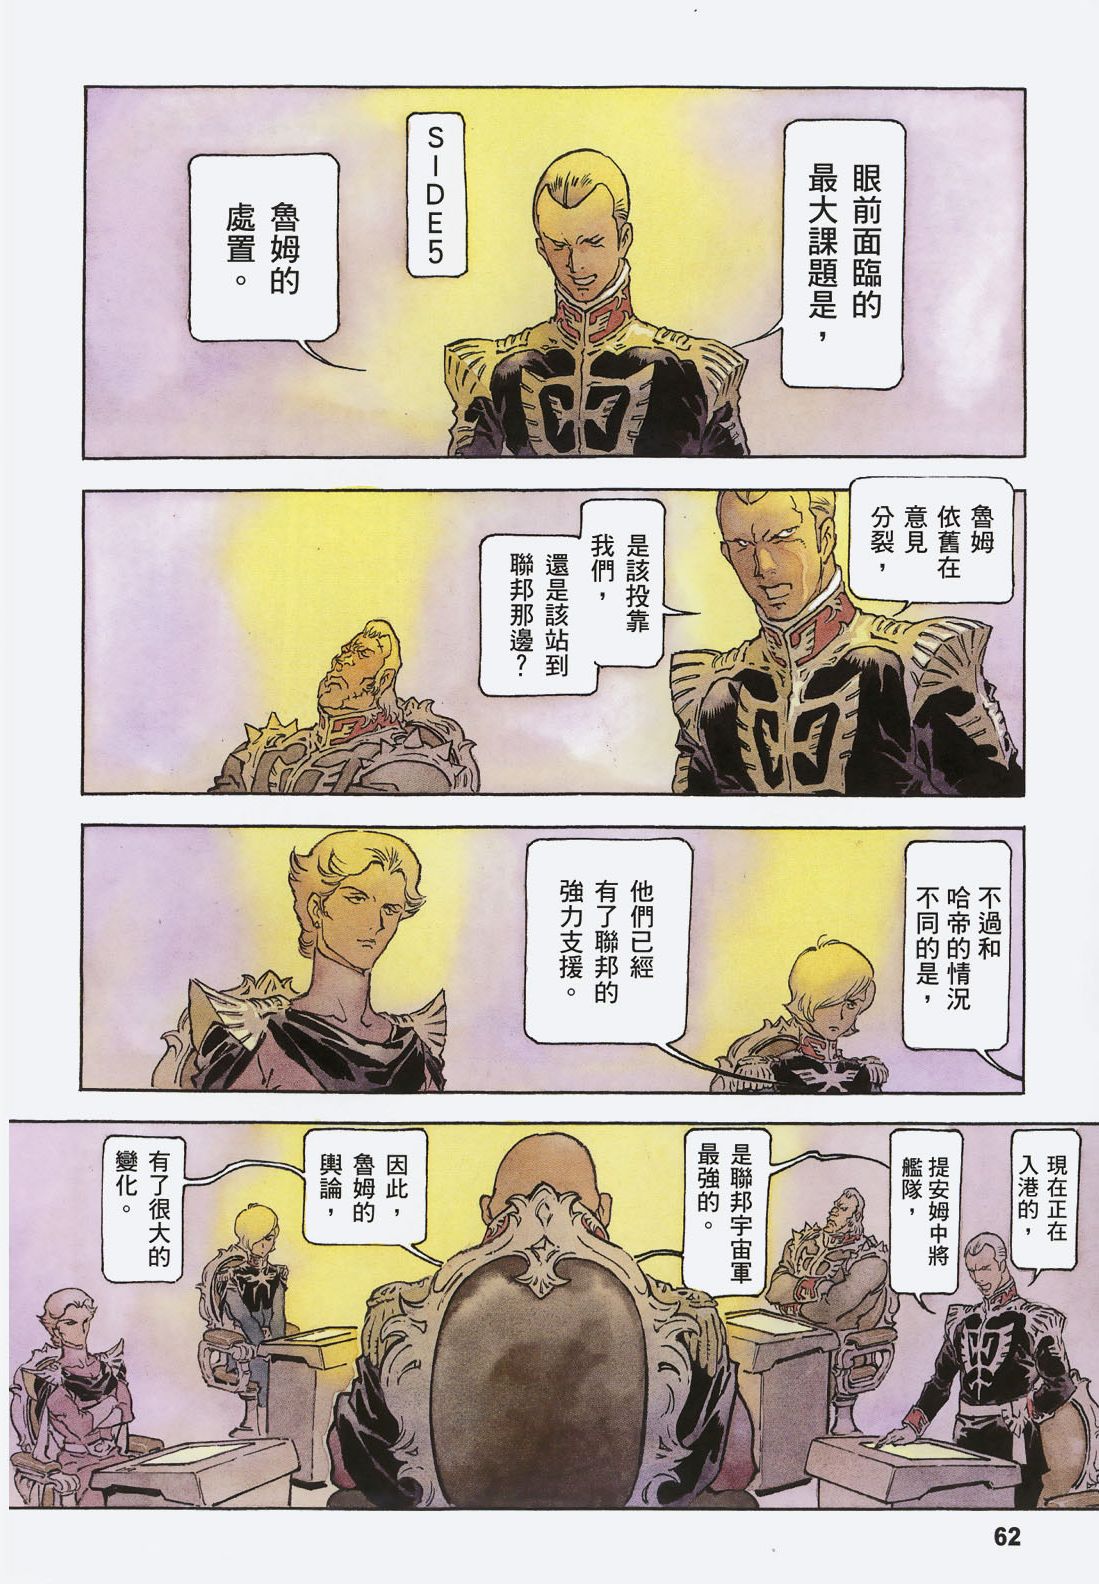 眼前面臨的
最大課題是，
SIDE5
魯姆的
處置。
魯姆
依舊在
意見
分裂，
是該投靠
我們，
還是該站到
聯邦那邊？
不過和
哈帝的情況
不同的是，
他們已經
有了聯邦的
強力支援。
現在正在
入港的，
提安姆中將
艦隊，
是聯邦宇宙軍
最強的。
因此，
魯姆的
輿論，
有了很大的
變化。
62